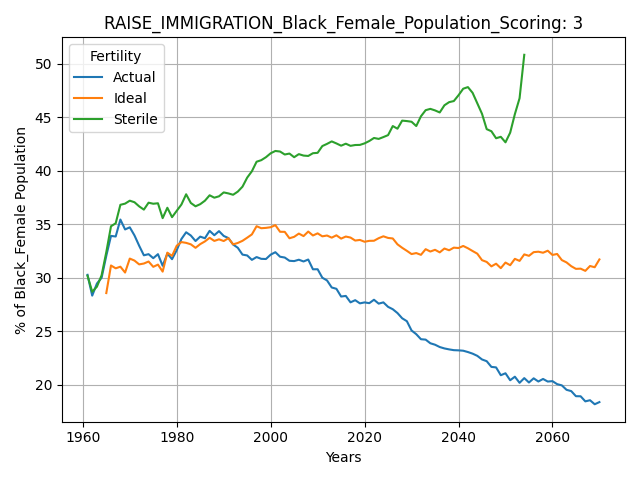 RAISE_IMMIGRATION_Black_Female_Population_Scoring: 3
Fertility
Actual
Ideal
Sterile
% of Black_Female Population
50
45
40
35
30
25
20
1960
1980
2000
2020
2040
2060
Years